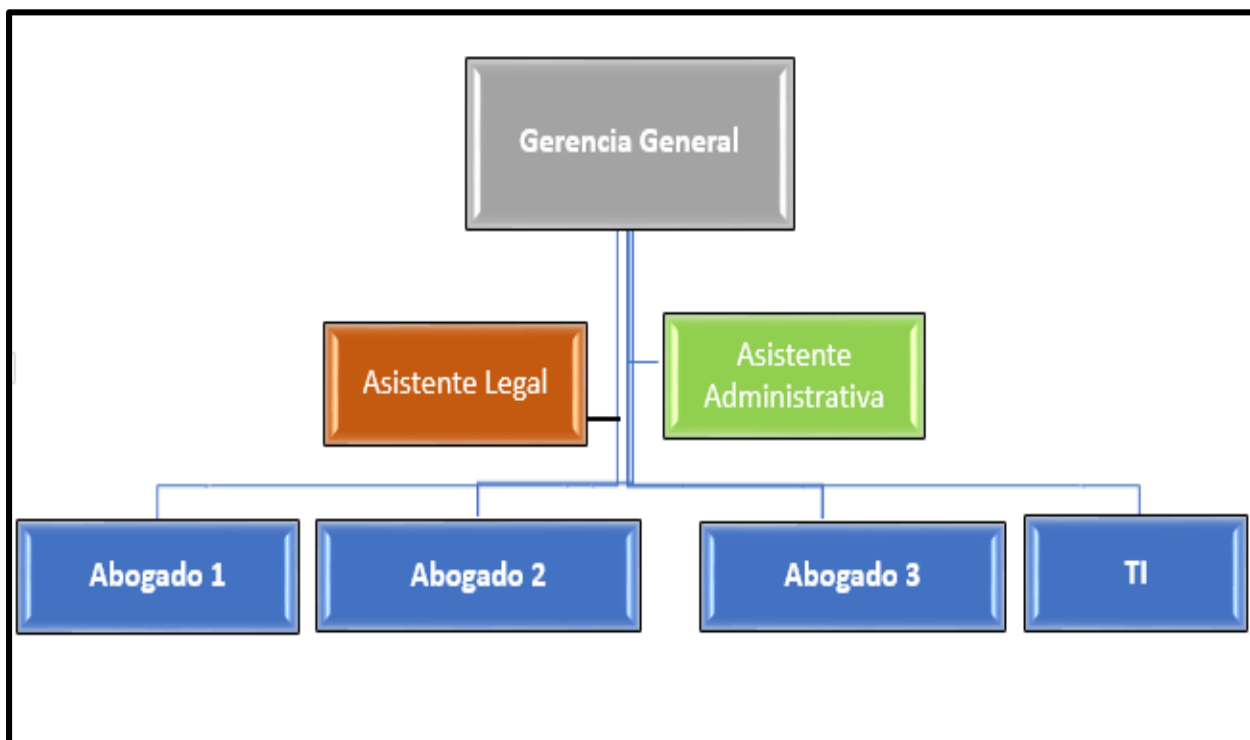 Gerencia General
Asistente Legal
Asistente
Administrativa
Abogado 1
Abogado 2
Abogado 3
TI